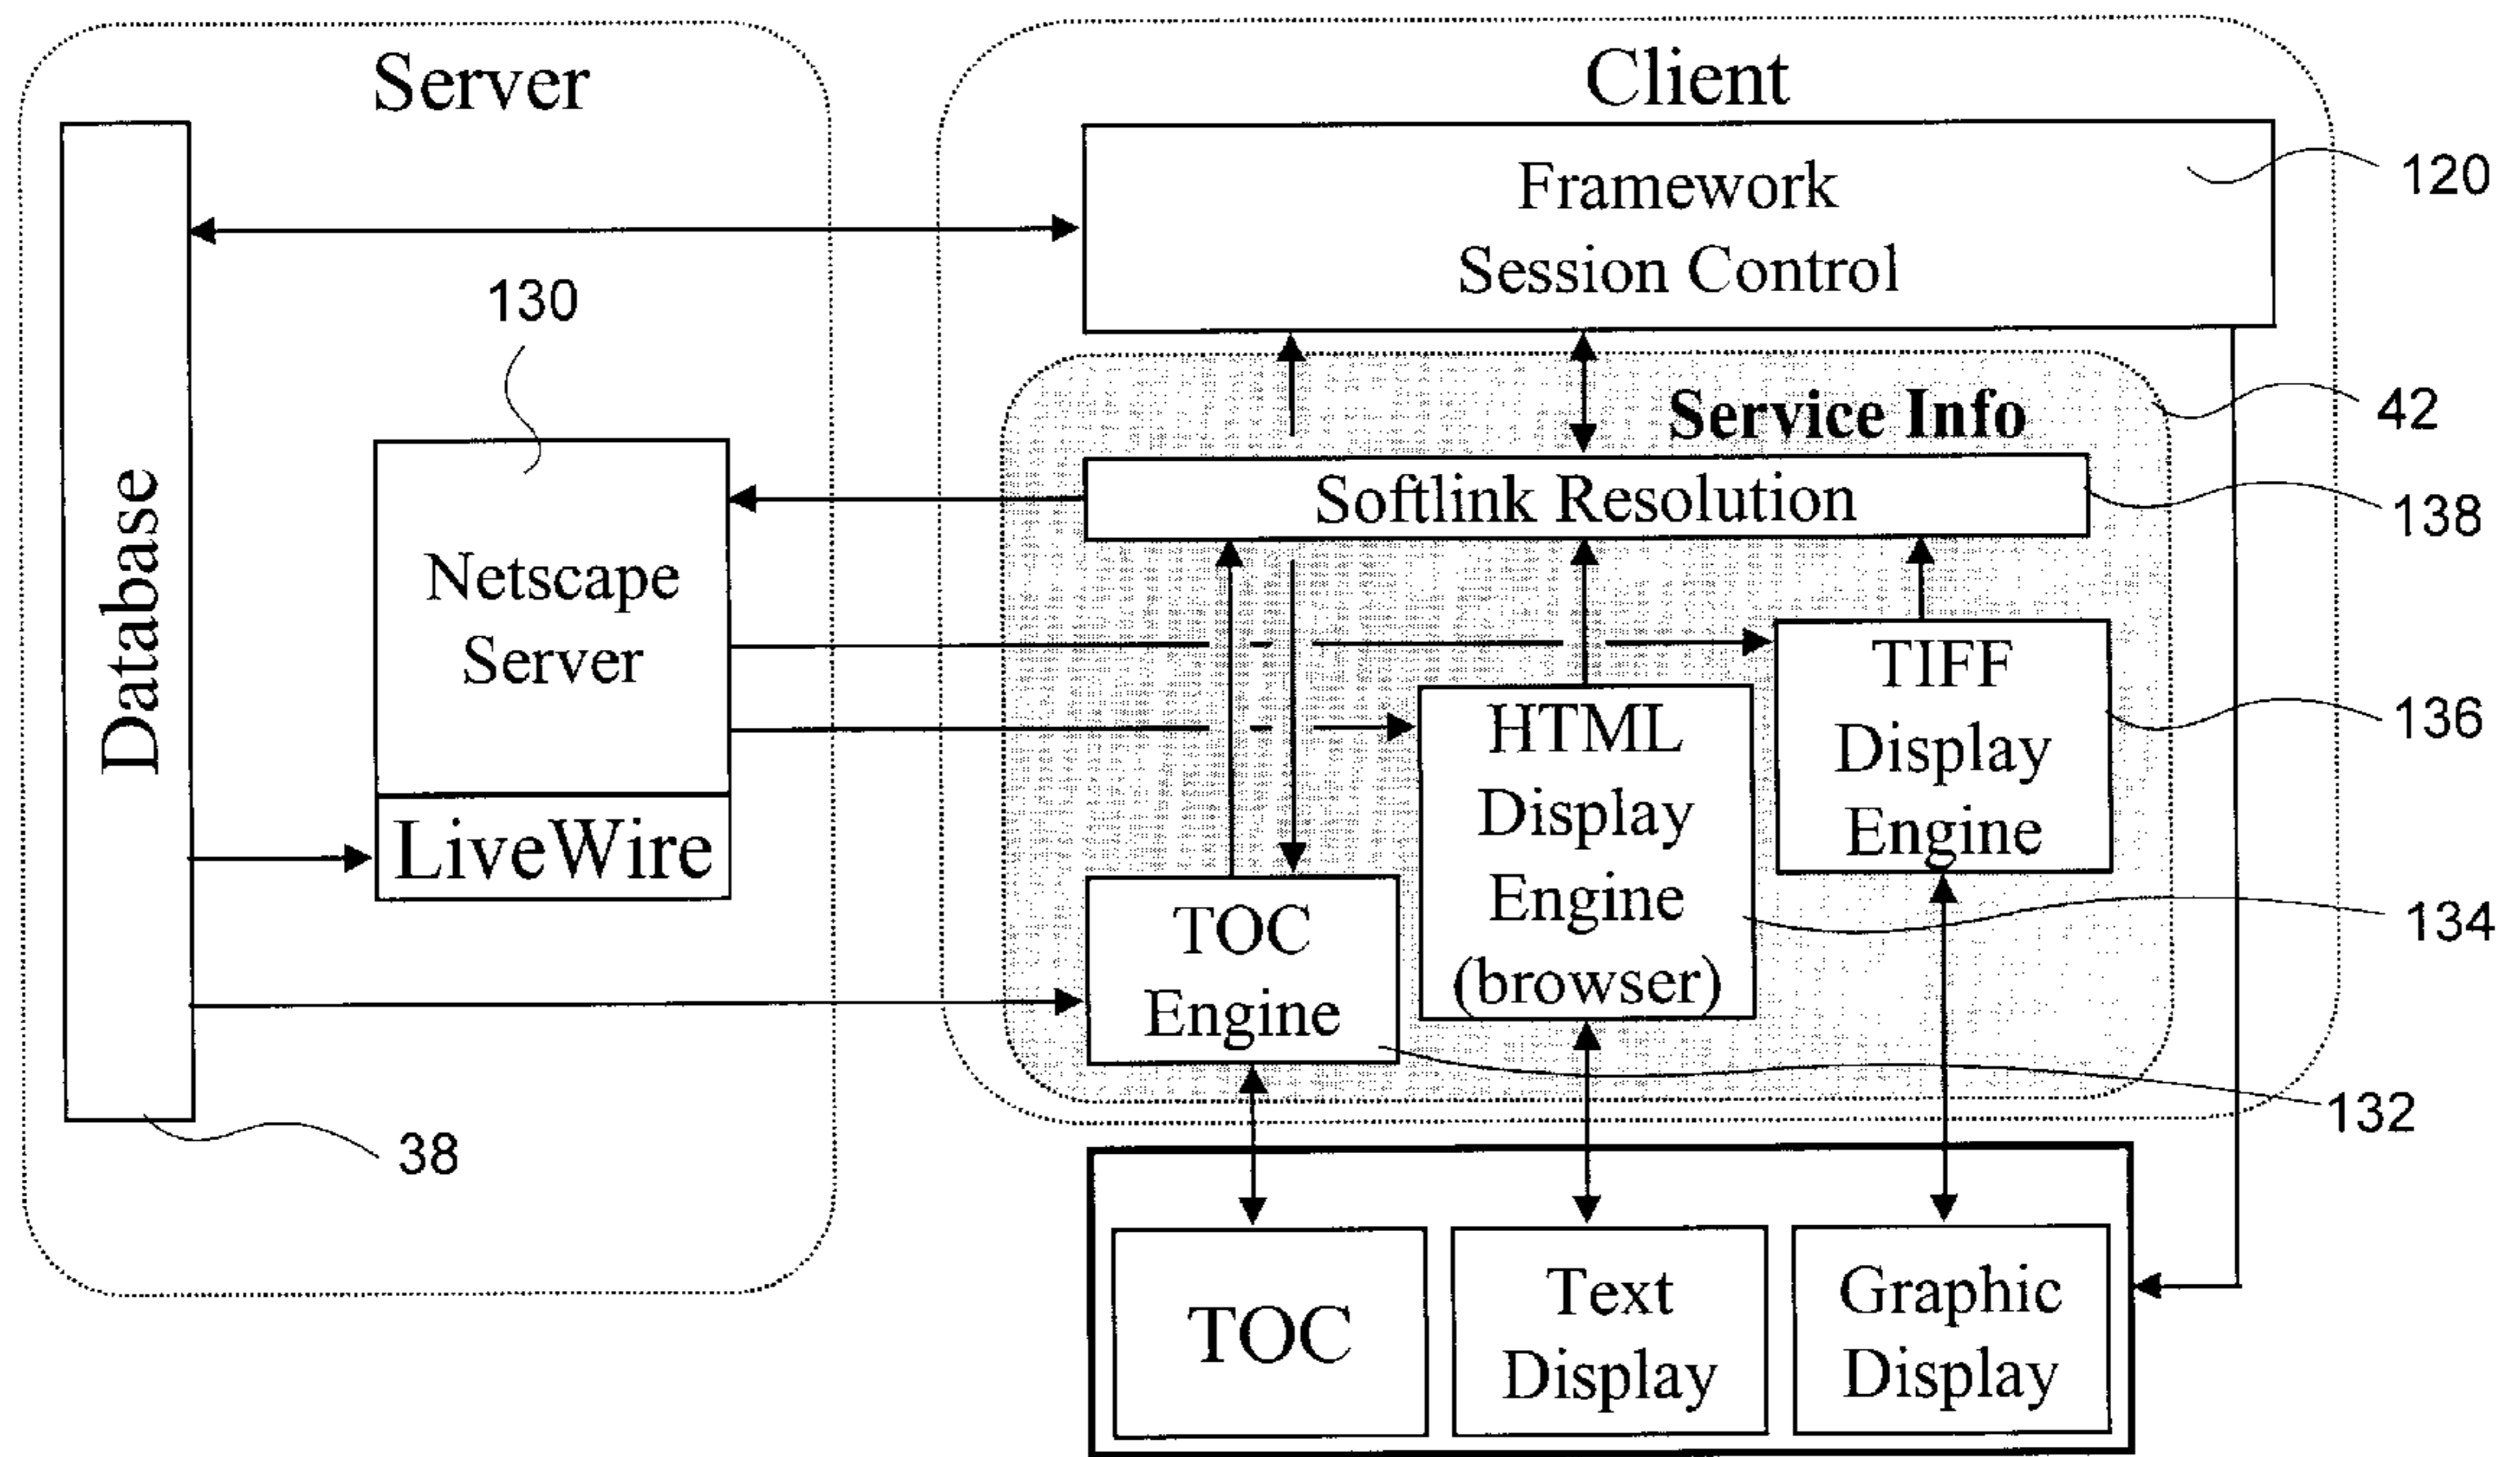 Server
Client
Framework
Session Control
120
130
Service Info
42
Softlink Resolution
138
Database
Netscape
Server
LiveWire
TIFF
Display
Engine
136
HTML
Display
Engine
(browser)
134
TOC
Engine
132
38
TOC
Text
Display
Graphic
Display